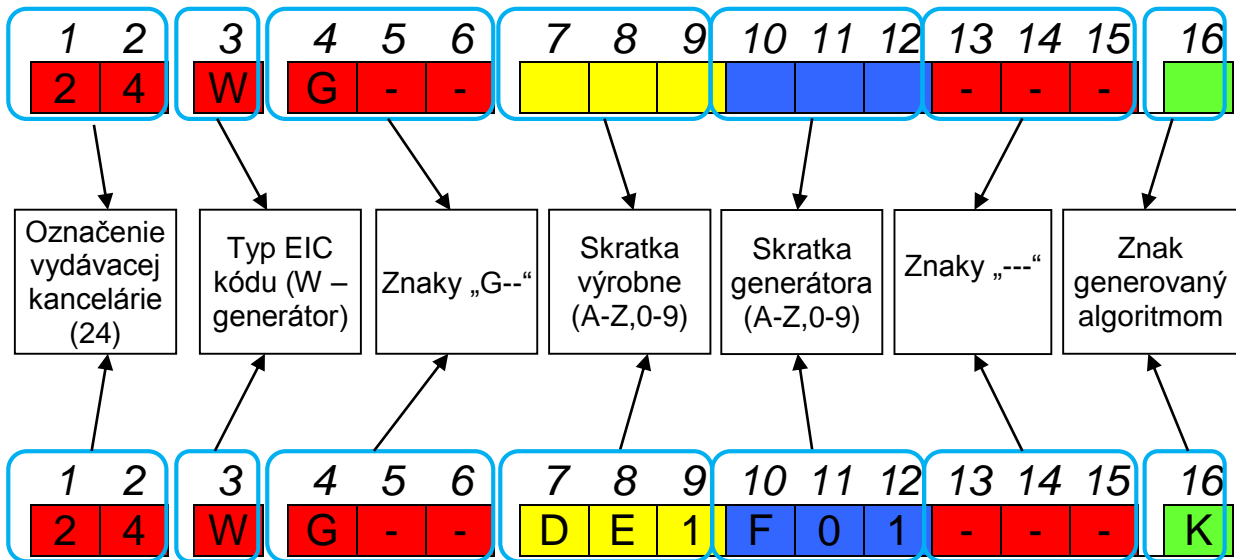 1 2 3 4 5 6 7 8 9 10 11 12 13 14 15 16
2 4 W G - - - - -
Označenie
vydávacej
kancelárie
(24)
Typ EIC
kódu (W –
generátor)
Znaky „G--“
Skratka
výrobne
(A-Z,0-9)
Skratka
generátora
(A-Z,0-9)
Znaky „---“
Znak
generovaný
algoritmom
1 2 3 4 5 6 7 8 9 10 11 12 13 14 15 16
2 4 W G - - D E 1 F 0 1 - - - K